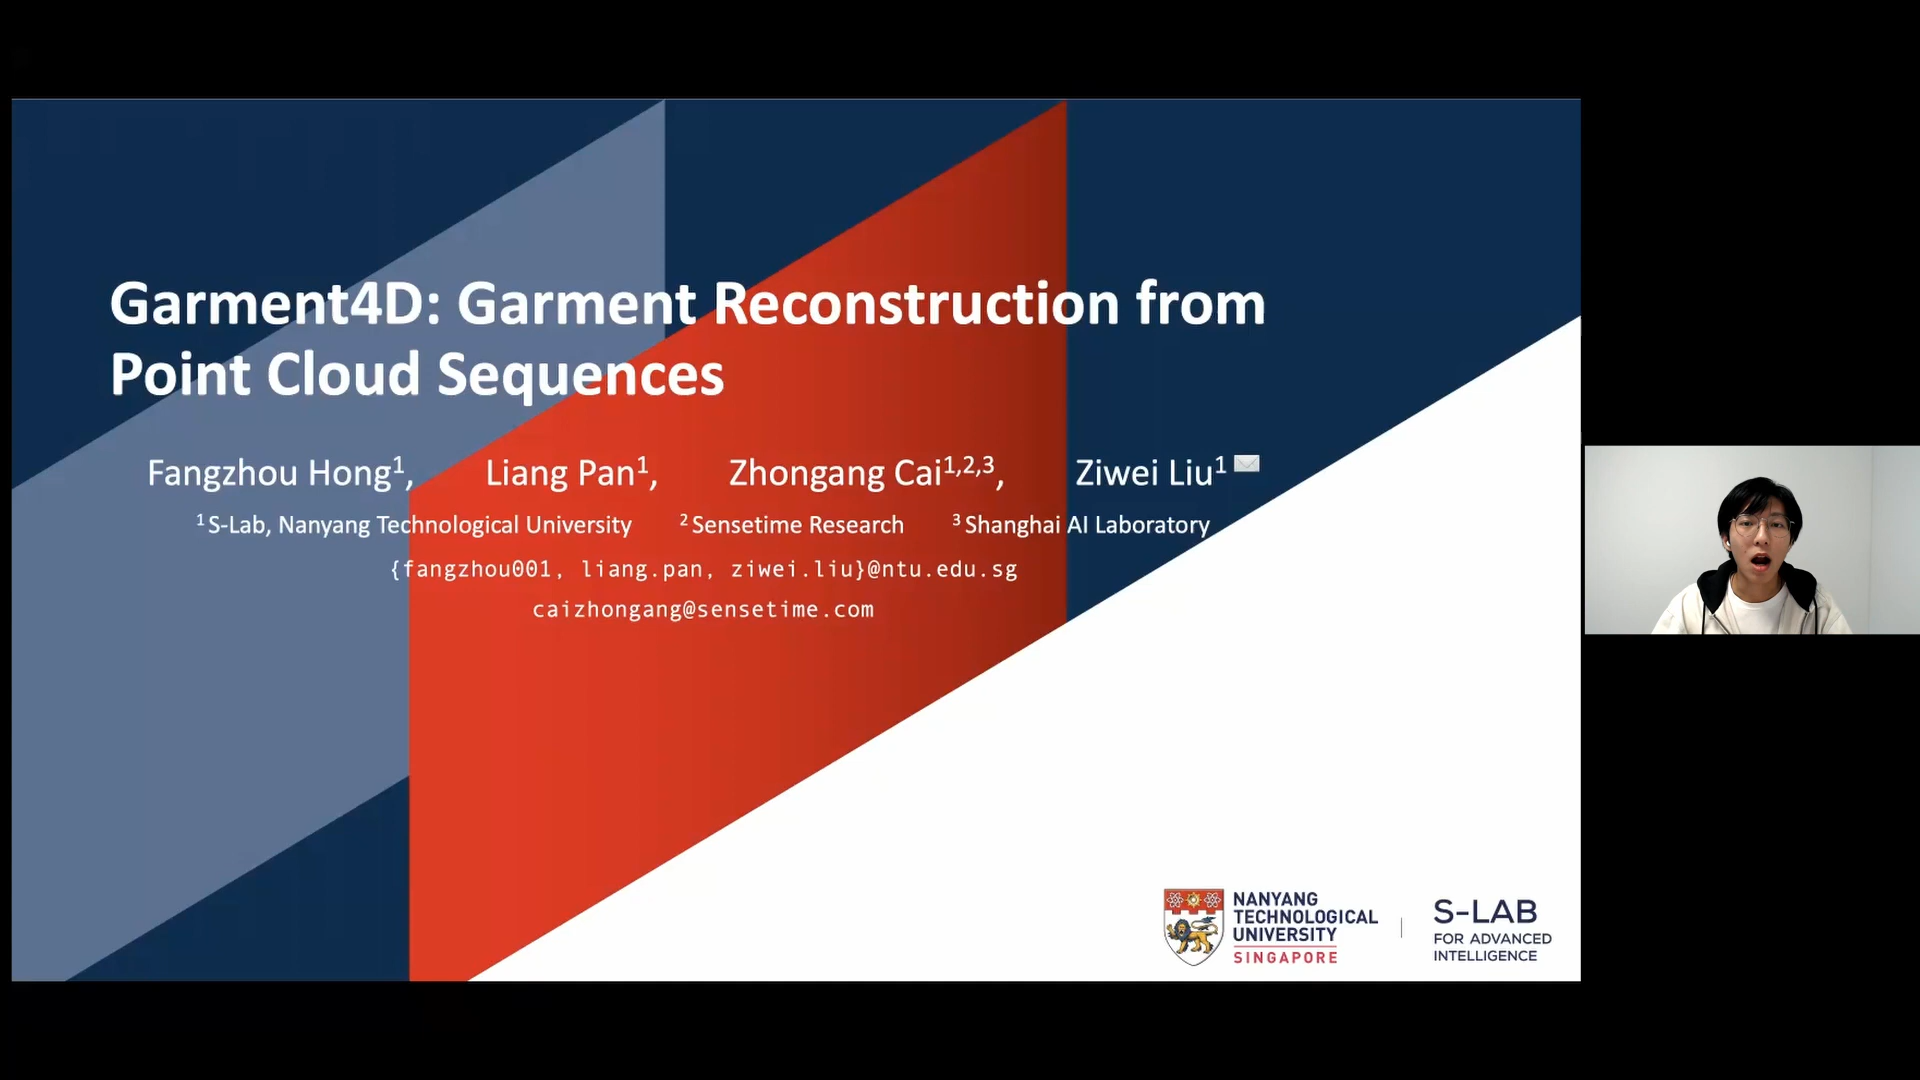 Garment4D: Garment Reconstruction from
Point Cloud Sequences
Fangzhou Hong¹, Liang Pan¹, Zhongang Cai¹,²,³, Ziwei Liu¹
¹S-Lab, Nanyang Technological University ²Sensetime Research ³Shanghai AI Laboratory
{fangzhou001, liang.pan, ziwei.liu}@ntu.edu.sg
caizhongang@sensetime.com
NANYANG
TECHNOLOGICAL
UNIVERSITY
SINGAPORE
S-LAB
FOR ADVANCED
INTELLIGENCE